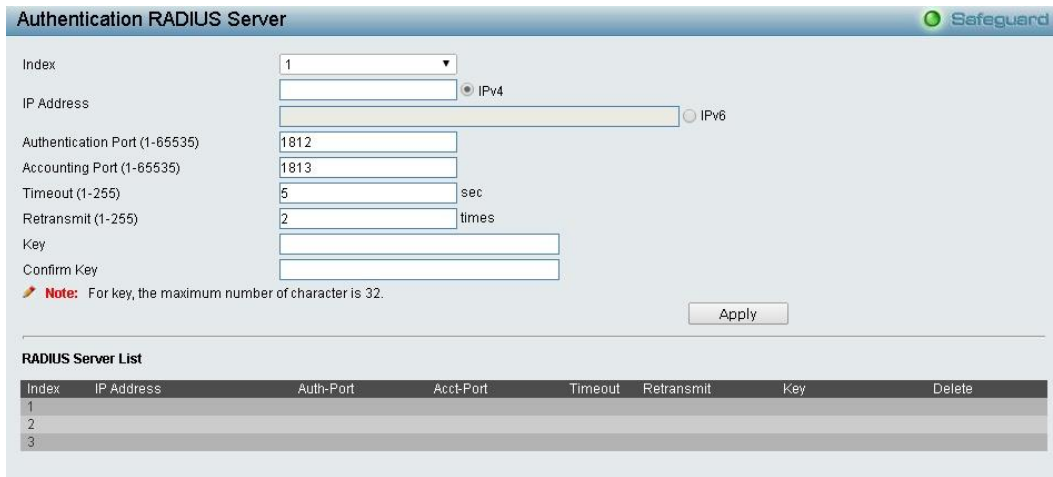 Authentication RADIUS Server
Safeguard
Index 1
IP Address IPv4
IPv6
Authentication Port (1-65535) 1812
Accounting Port (1-65535) 1813
Timeout (1-255) 5 sec
Retransmit (1-255) 2 times
Key
Confirm Key
Note: For key, the maximum number of character is 32.
Apply
RADIUS Server List
Index IP Address Auth-Port Acct-Port Timeout Retransmit Key Delete
1
2
3